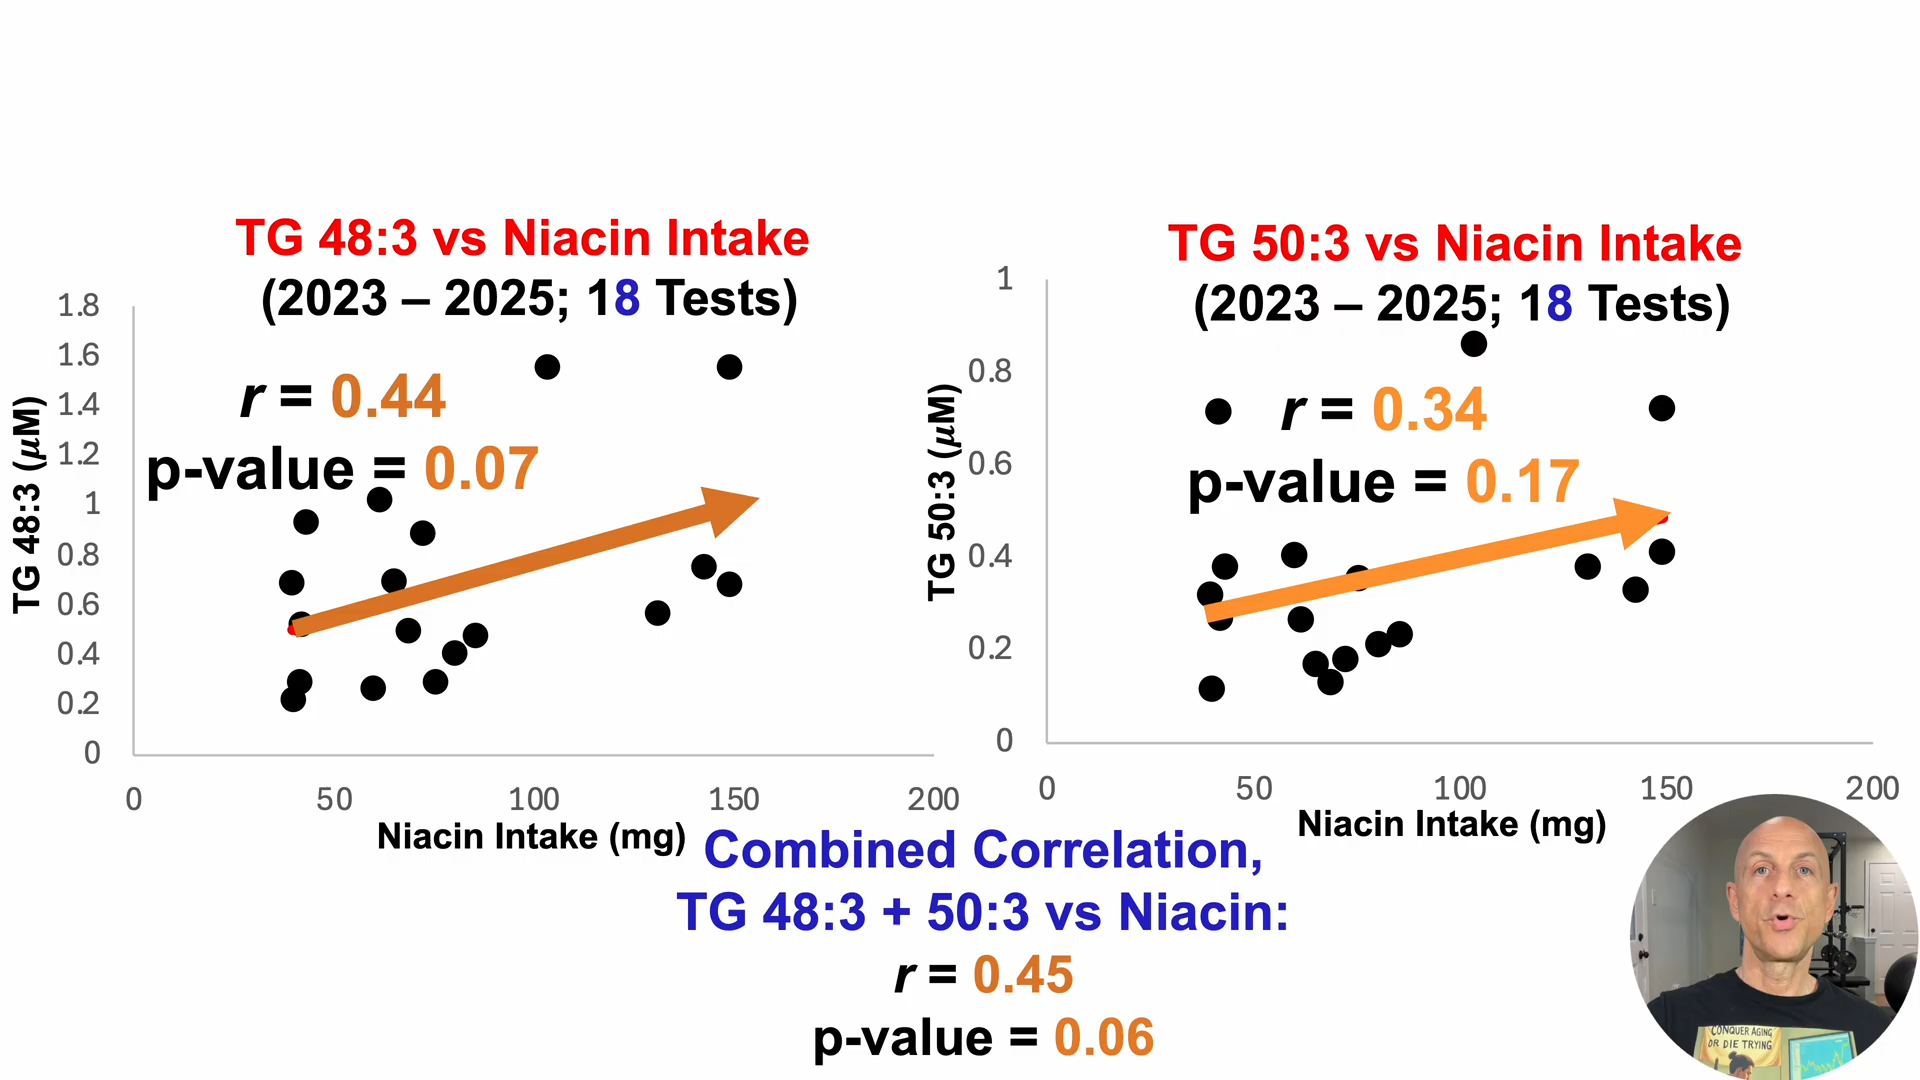 TG 48:3 vs Niacin Intake
(2023 – 2025; 18 Tests)
r = 0.44
p-value = 0.07
TG 48:3 (μM)
1.8
1.6
1.4
1.2
1
0.8
0.6
0.4
0.2
0
0
50
100
150
200
Niacin Intake (mg)
TG 50:3 vs Niacin Intake
(2023 – 2025; 18 Tests)
r = 0.34
p-value = 0.17
TG 50:3 (μM)
1
0.8
0.6
0.4
0.2
0
0
50
100
150
200
Niacin Intake (mg)
Combined Correlation,
TG 48:3 + 50:3 vs Niacin:
r = 0.45
p-value = 0.06
CONQUER AGING
OR DIE TRYING